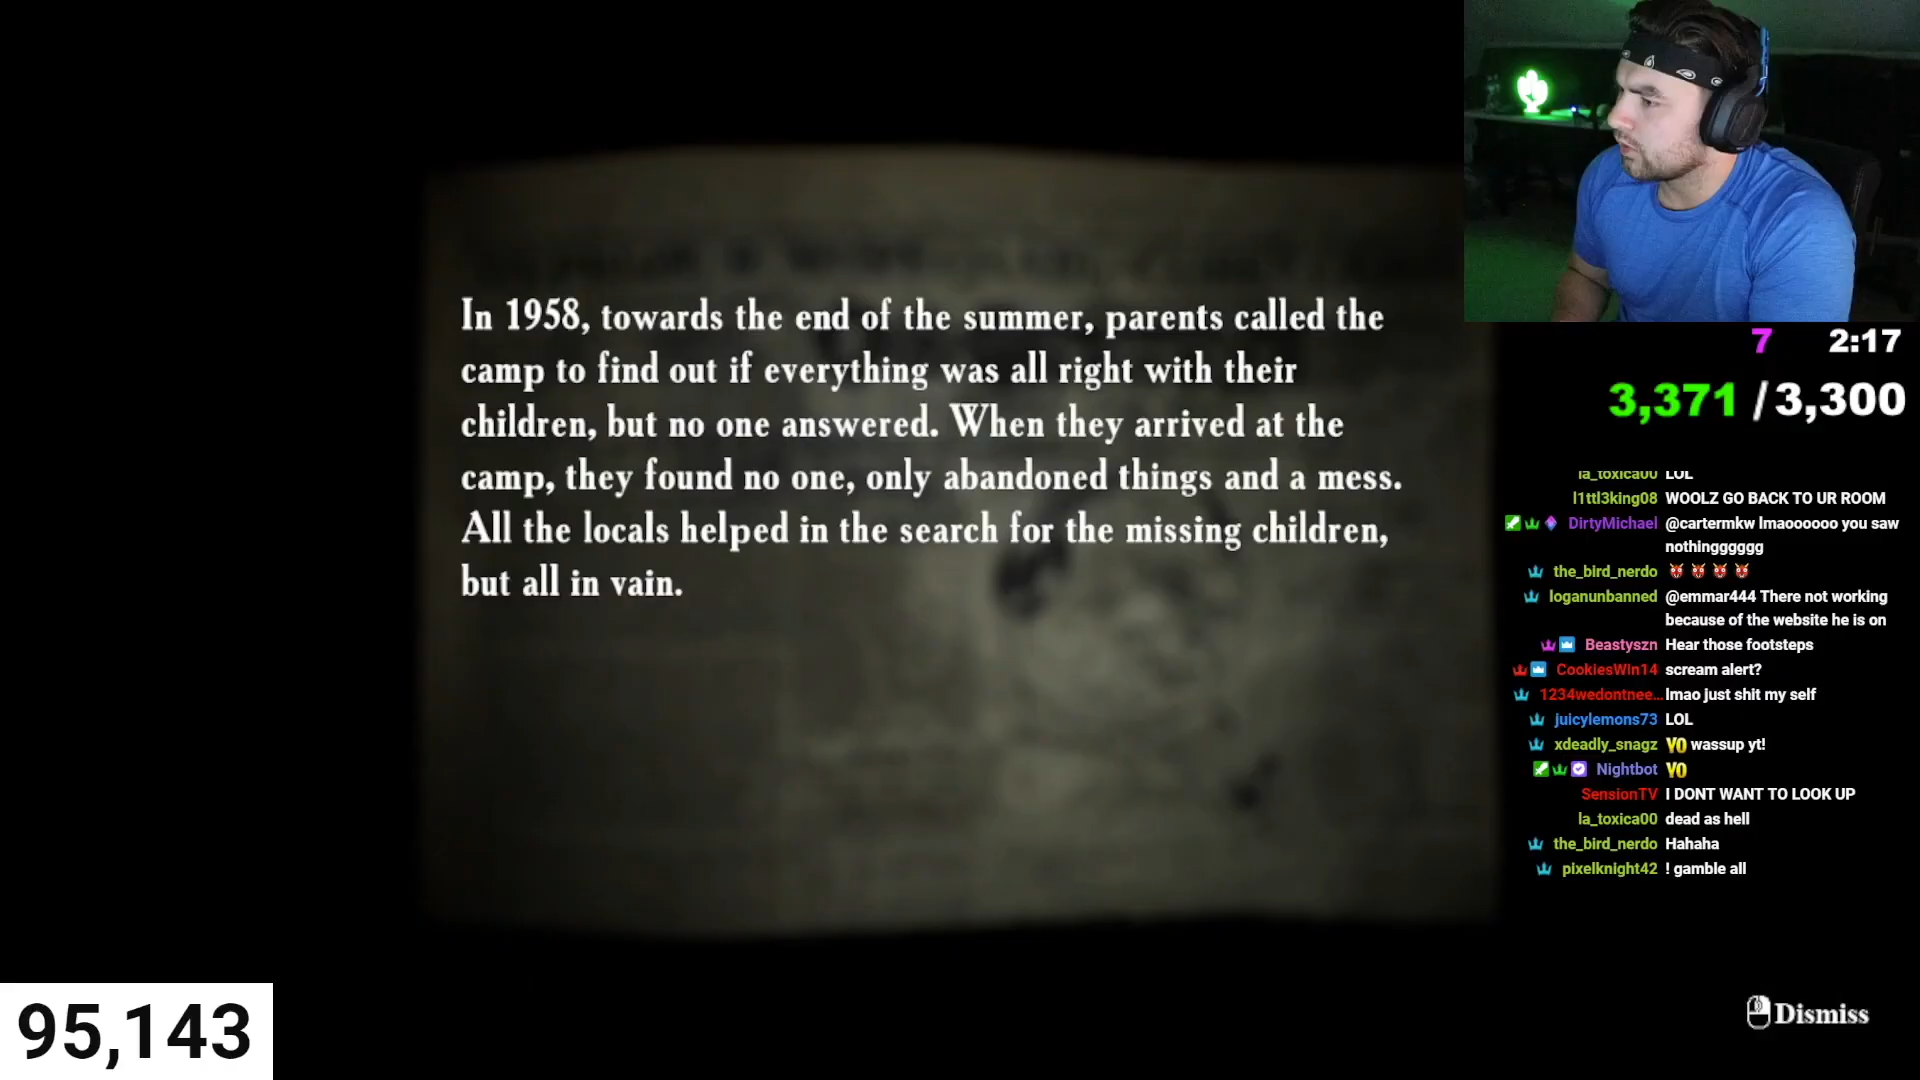 In 1958, towards the end of the summer, parents called the
camp to find out if everything was all right with their
children, but no one answered. When they arrived at the
camp, they found no one, only abandoned things and a mess.
All the locals helped in the search for the missing children,
but all in vain.
7 2:17
3,371 / 3,300
la_toxica00 LOL
l1ttl3king08 WOOLZ GO BACK TO UR ROOM
DirtyMichael @cartermkw lmaoooooo you saw
nothingggggg
the_bird_nerdo
loganunbanned @emmar444 There not working
because of the website he is on
Beastyszn Hear those footsteps
CookiesWin14 scream alert?
1234wedontnee... lmao just shit my self
juicylemons73 LOL
xdeadly_snagz YO wassup yt!
Nightbot YO
SensionTV I DONT WANT TO LOOK UP
la_toxica00 dead as hell
the_bird_nerdo Hahaha
pixelknight42 ! gamble all
95,143
Dismiss